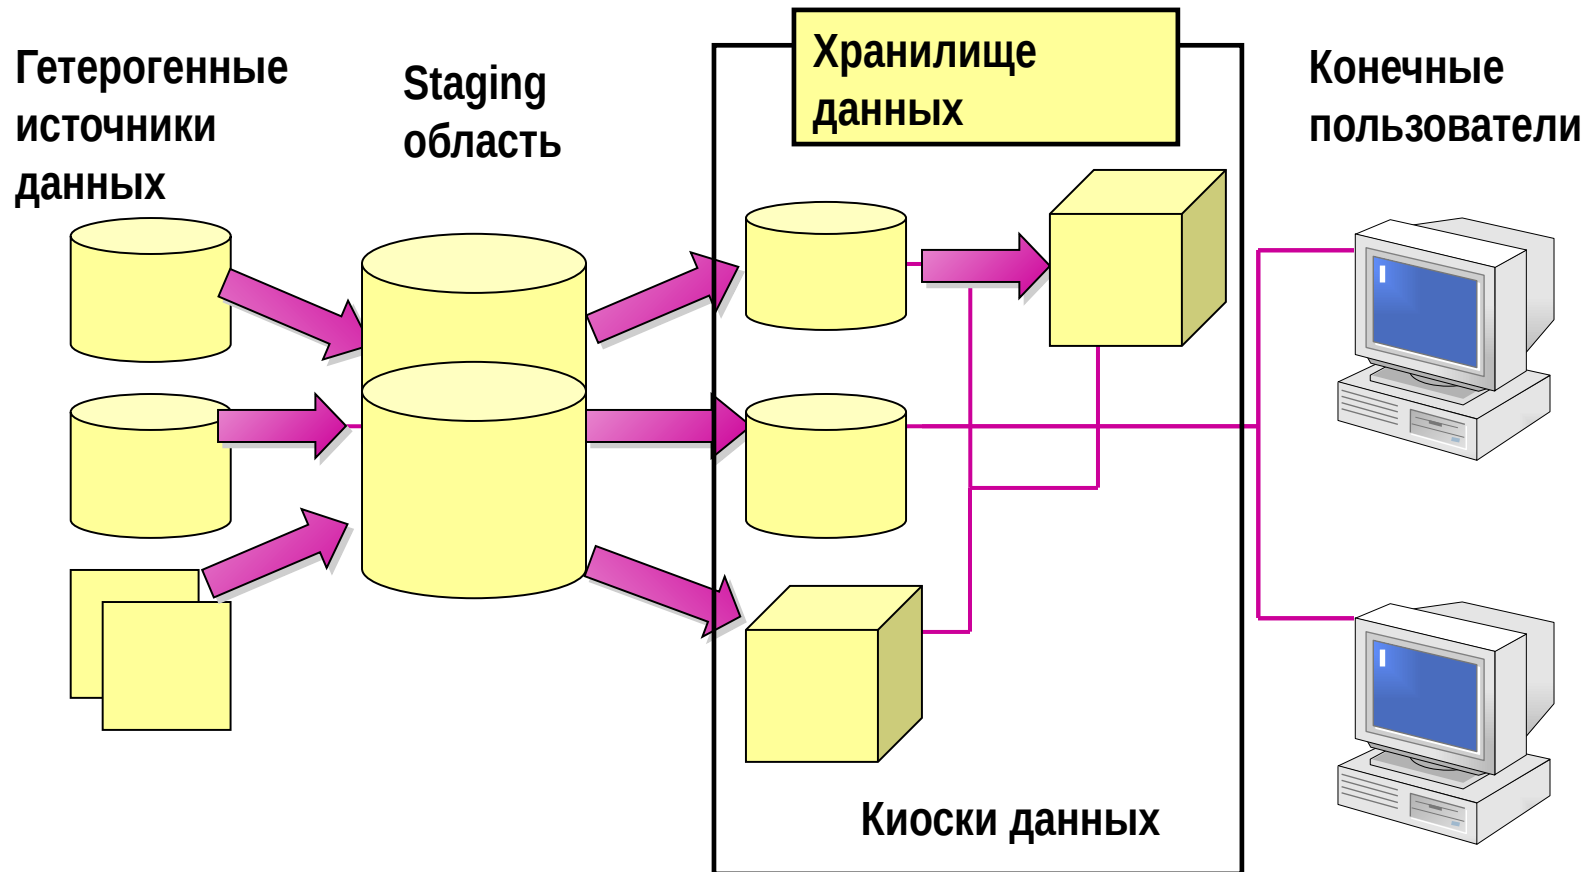 Гетерогенные
источники
данных
Staging
область
Хранилище
данных
Конечные
пользователи
Киоски данных